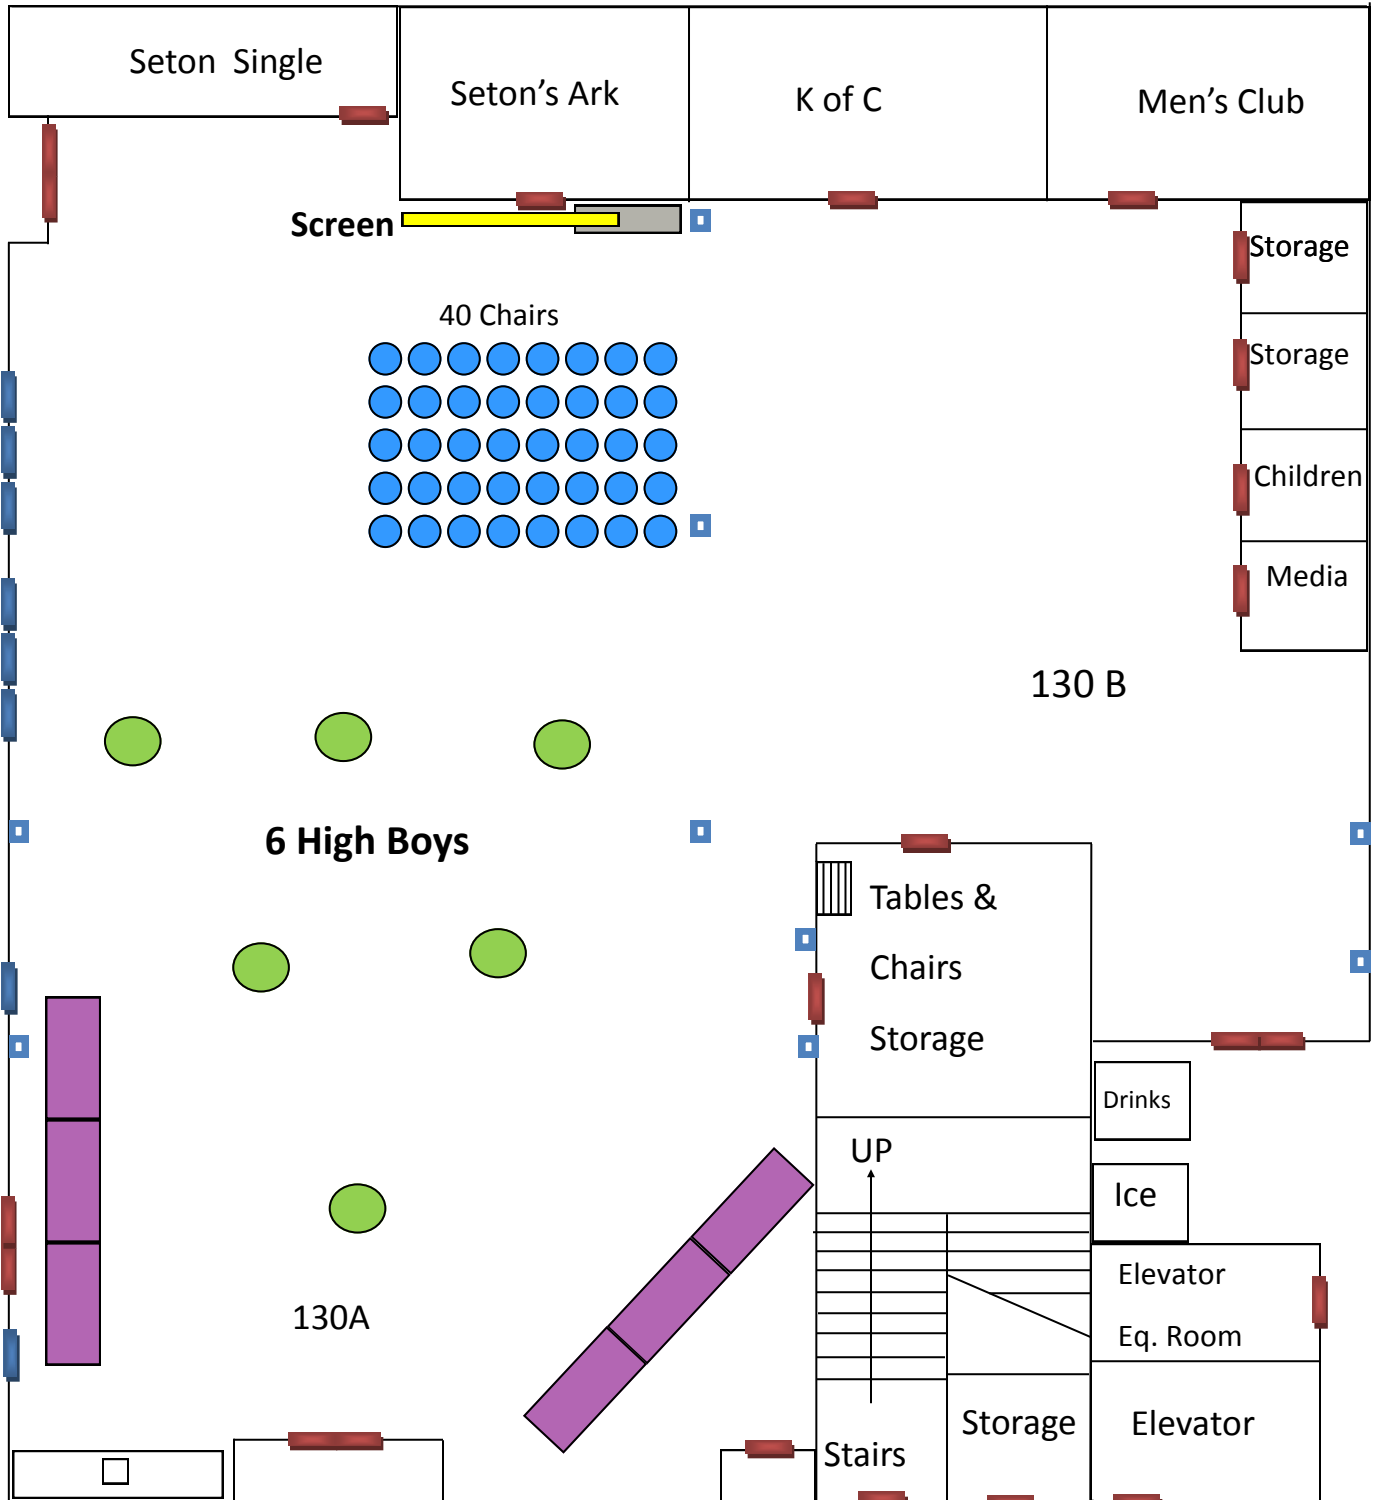 Seton  Single
Seton’s Ark
K of C
Men’s Club
Screen
Storage
40 Chairs
Storage
Children
Media
130 B
6 High Boys
Tables &
Chairs
Storage
Drinks
UP
Ice
Elevator
Eq. Room
130A
Storage
Elevator
Stairs